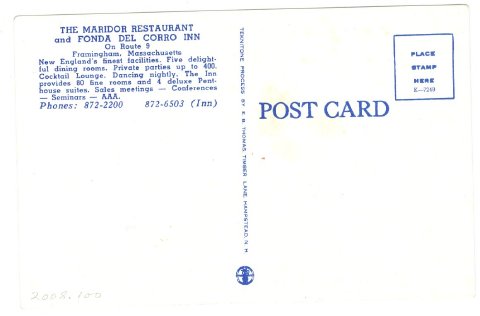 THE MARIDOR RESTAURANT
and FONDA DEL CORRO INN
On Route 9
Framingham, Massachusetts
New England's finest facilities. Five delight-
ful dining rooms. Private parties up to 400.
Cocktail Lounge. Dancing nightly. The Inn
provides 80 fine rooms and 4 deluxe Pent-
house suites. Sales meetings — Conferences
— Seminars — AAA.
Phones: 872-2200 872-6503 (Inn)
TEKNITONE PROCESS BY E. B. THOMAS, TIMBER LANE, HAMPSTEAD, N. H.
POST CARD
PLACE
STAMP
HERE
K-7249
2008.100